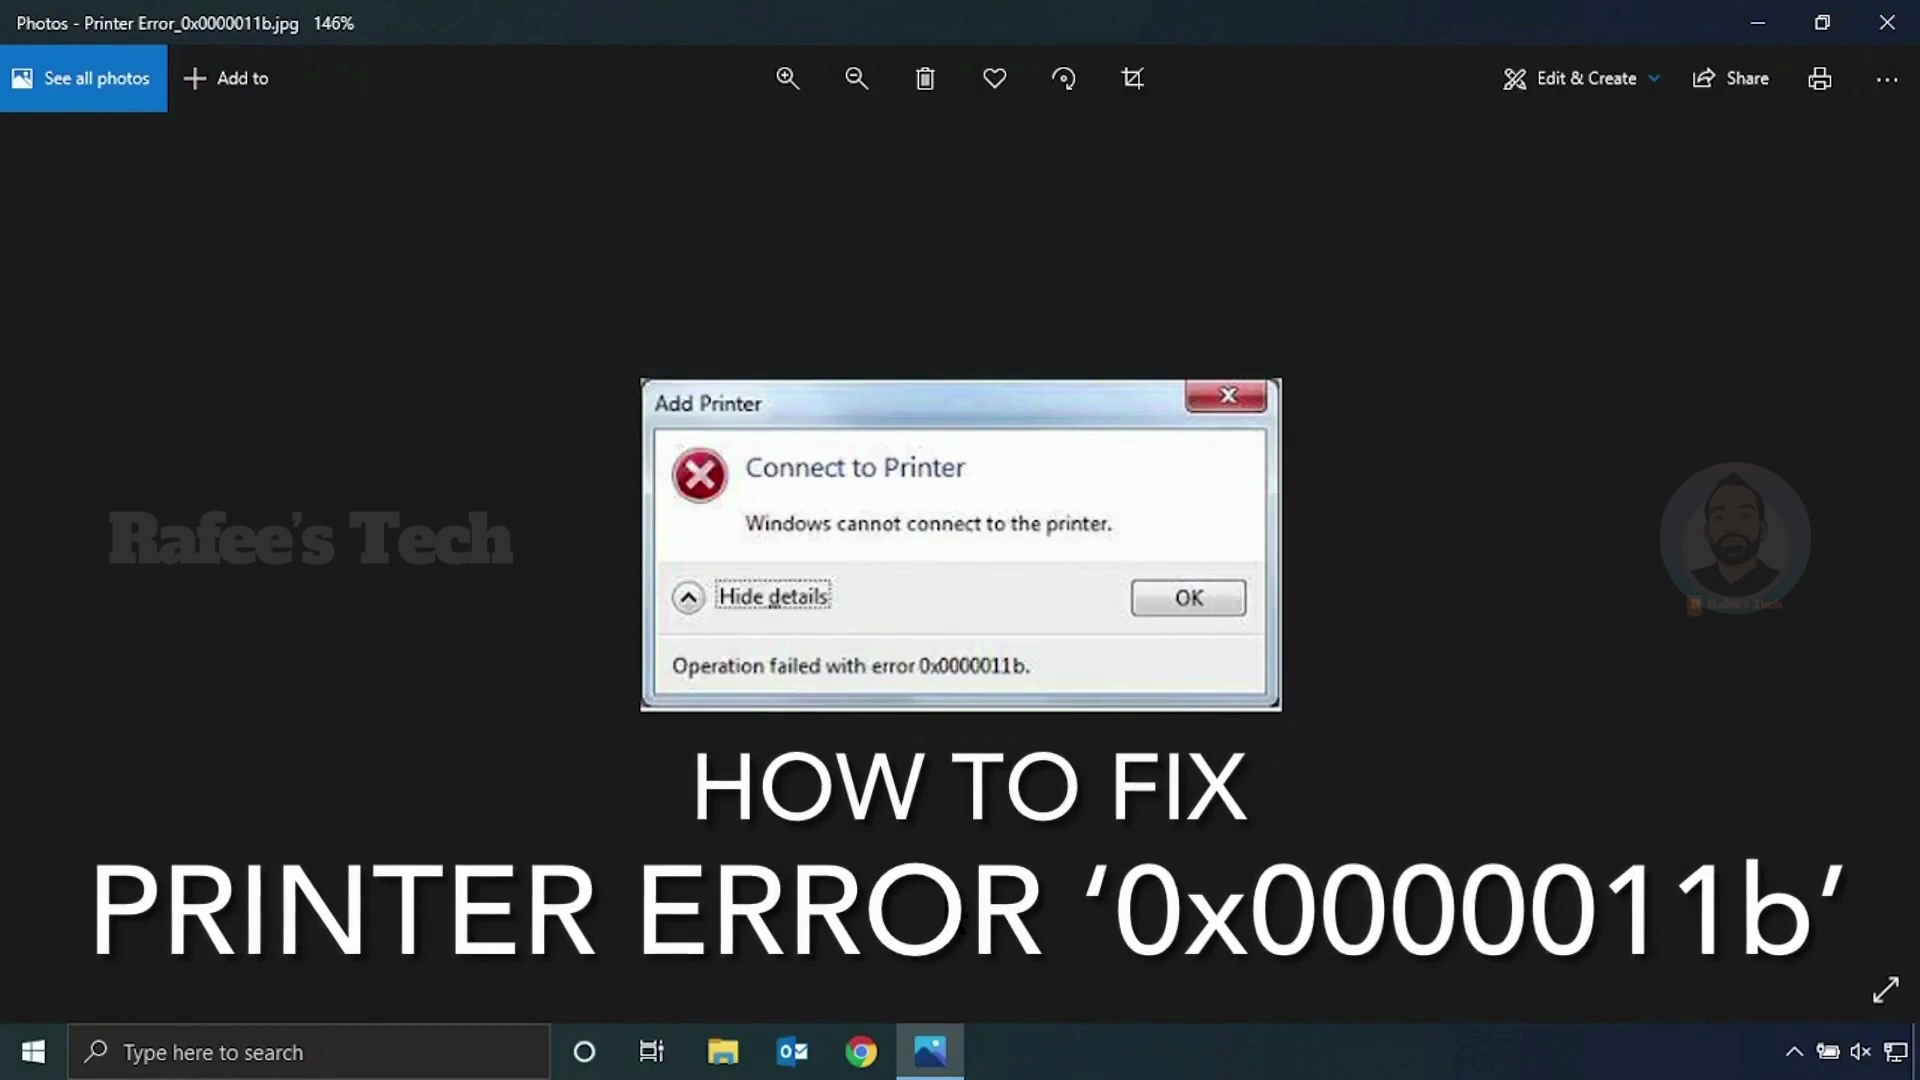 Photos - Printer Error_0x0000011b.jpg 146%
See all photos
Add to
Edit & Create
Share
Add Printer
Connect to Printer
Windows cannot connect to the printer.
Hide details
OK
Operation failed with error 0x0000011b.
Rafee's Tech
R Rafee's Tech
HOW TO FIX
PRINTER ERROR ‘0x0000011b’
Type here to search